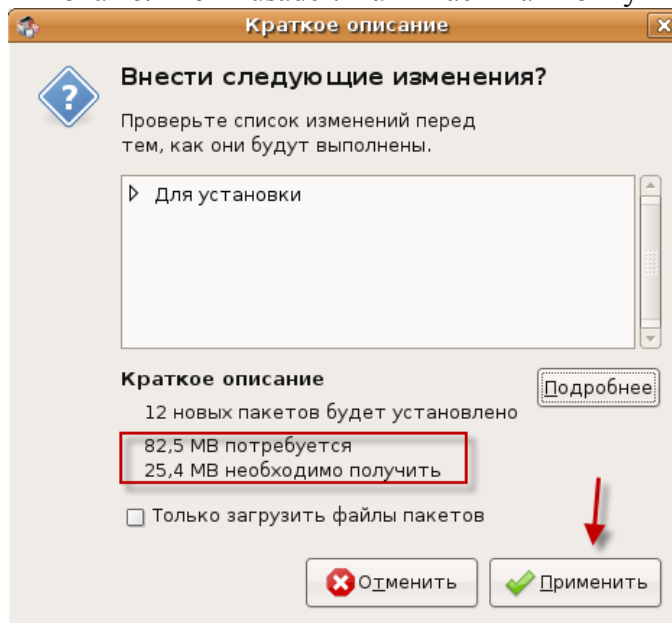 Краткое описание
Внести следующие изменения?
Проверьте список изменений перед
тем, как они будут выполнены.
Для установки
Краткое описание
Подробнее
12 новых пакетов будет установлено
82,5 MB потребуется
25,4 MB необходимо получить
Только загрузить файлы пакетов
Отменить
Применить